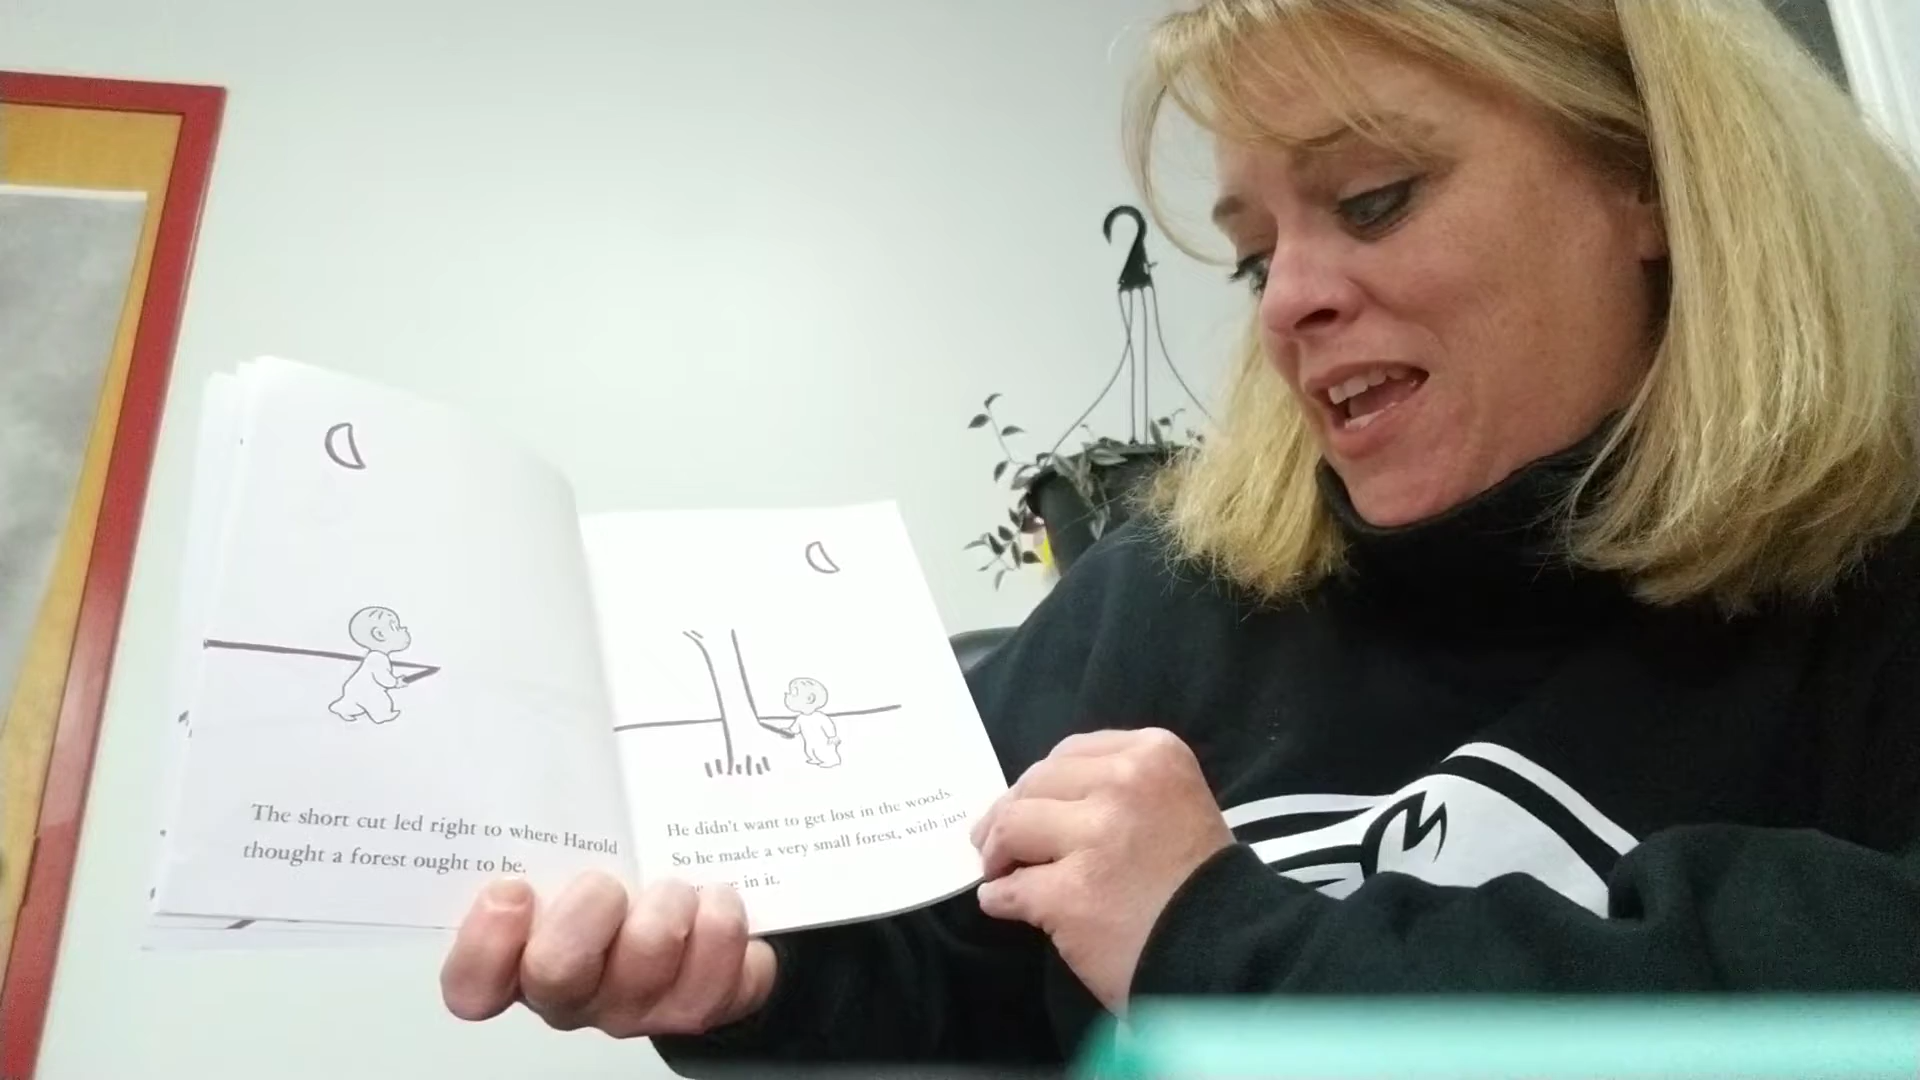 The short cut led right to where Harold
thought a forest ought to be.
He didn't want to get lost in the woods.
So he made a very small forest, with just
in it.